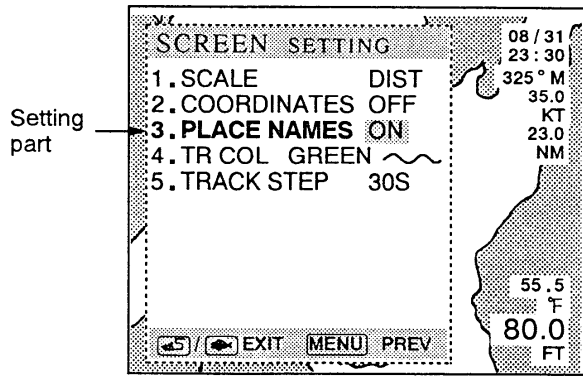 SCREEN SETTING
1.SCALE DIST
2.COORDINATES OFF
3.PLACE NAMES ON
4.TR COL GREEN
5.TRACK STEP 30S
/ EXIT MENU PREV
Setting
part
08/31
23:30
325°M
35.0
KT
23.0
NM
55.5
°F
80.0
FT